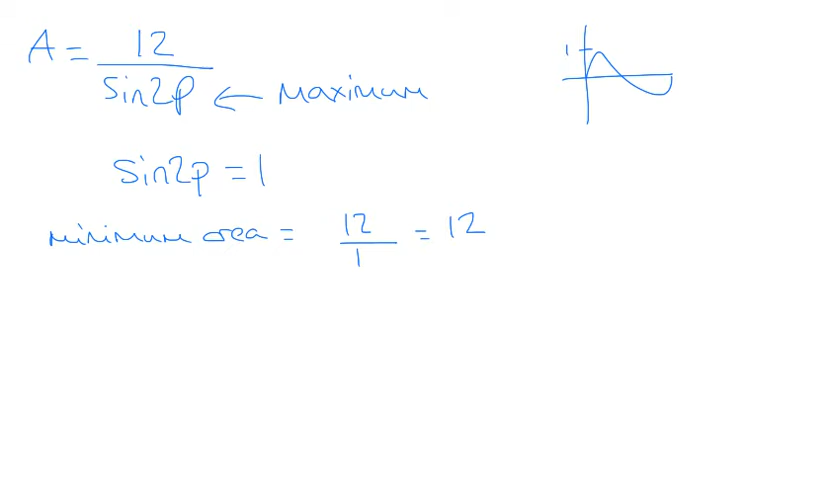 A = 12 / sin2p ← maximum
1
sin2p = 1
minimum area = 12 / 1 = 12